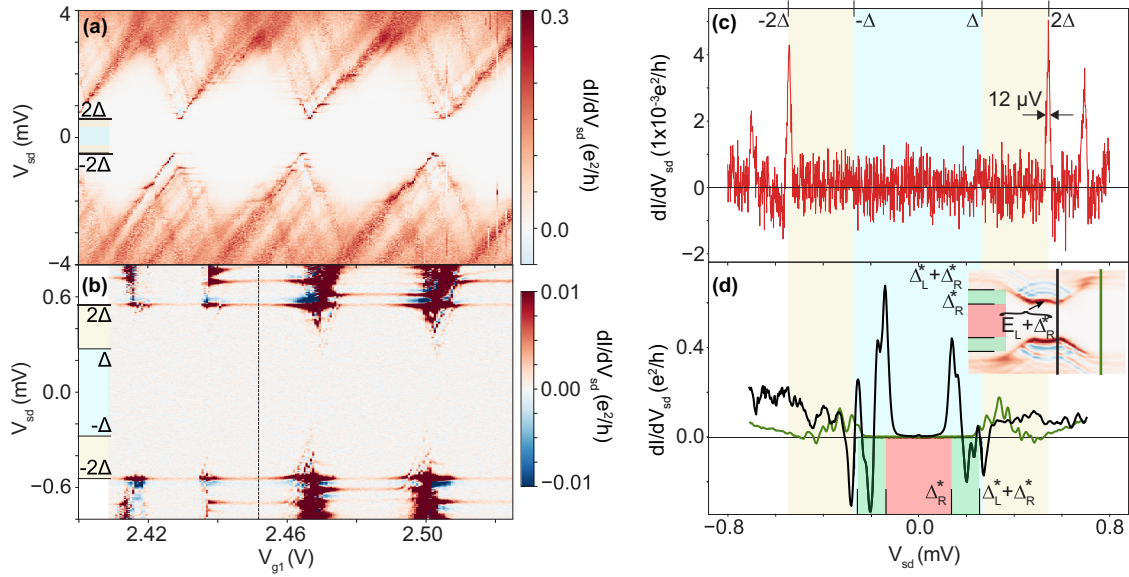 (a)
4
2
0
−2
−4
2Δ
-2Δ
V_sd (mV)
0.3
0.0
dI/dV_sd (e²/h)
(b)
0.6
0.0
−0.6
2Δ
Δ
-Δ
-2Δ
V_sd (mV)
2.42
2.46
2.50
V_g1 (V)
0.01
0.00
−0.01
dI/dV_sd (e²/h)
(c)
-2Δ
-Δ
Δ
2Δ
12 µV
4
2
0
−2
dI/dV_sd (1x10⁻³e²/h)
(d)
Δ*_L+Δ*_R
Δ*_R
E_L+Δ*_R
0.4
0.0
dI/dV_sd (e²/h)
Δ*_R
Δ*_L+Δ*_R
−0.8
0.0
0.8
V_sd (mV)